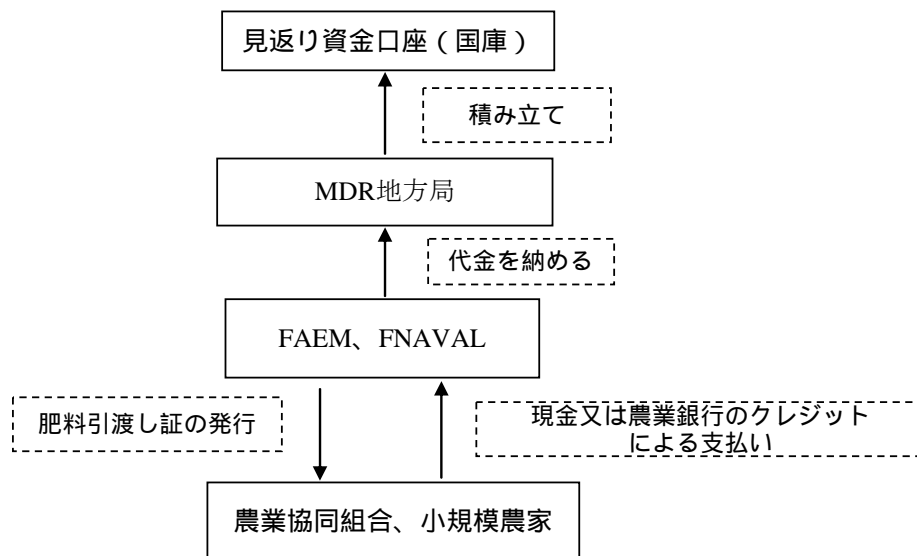 見返り資金口座（国庫）
積み立て
MDR地方局
代金を納める
FAEM、FNAVAL
肥料引渡し証の発行
現金又は農業銀行のクレジット
による支払い
農業協同組合、小規模農家